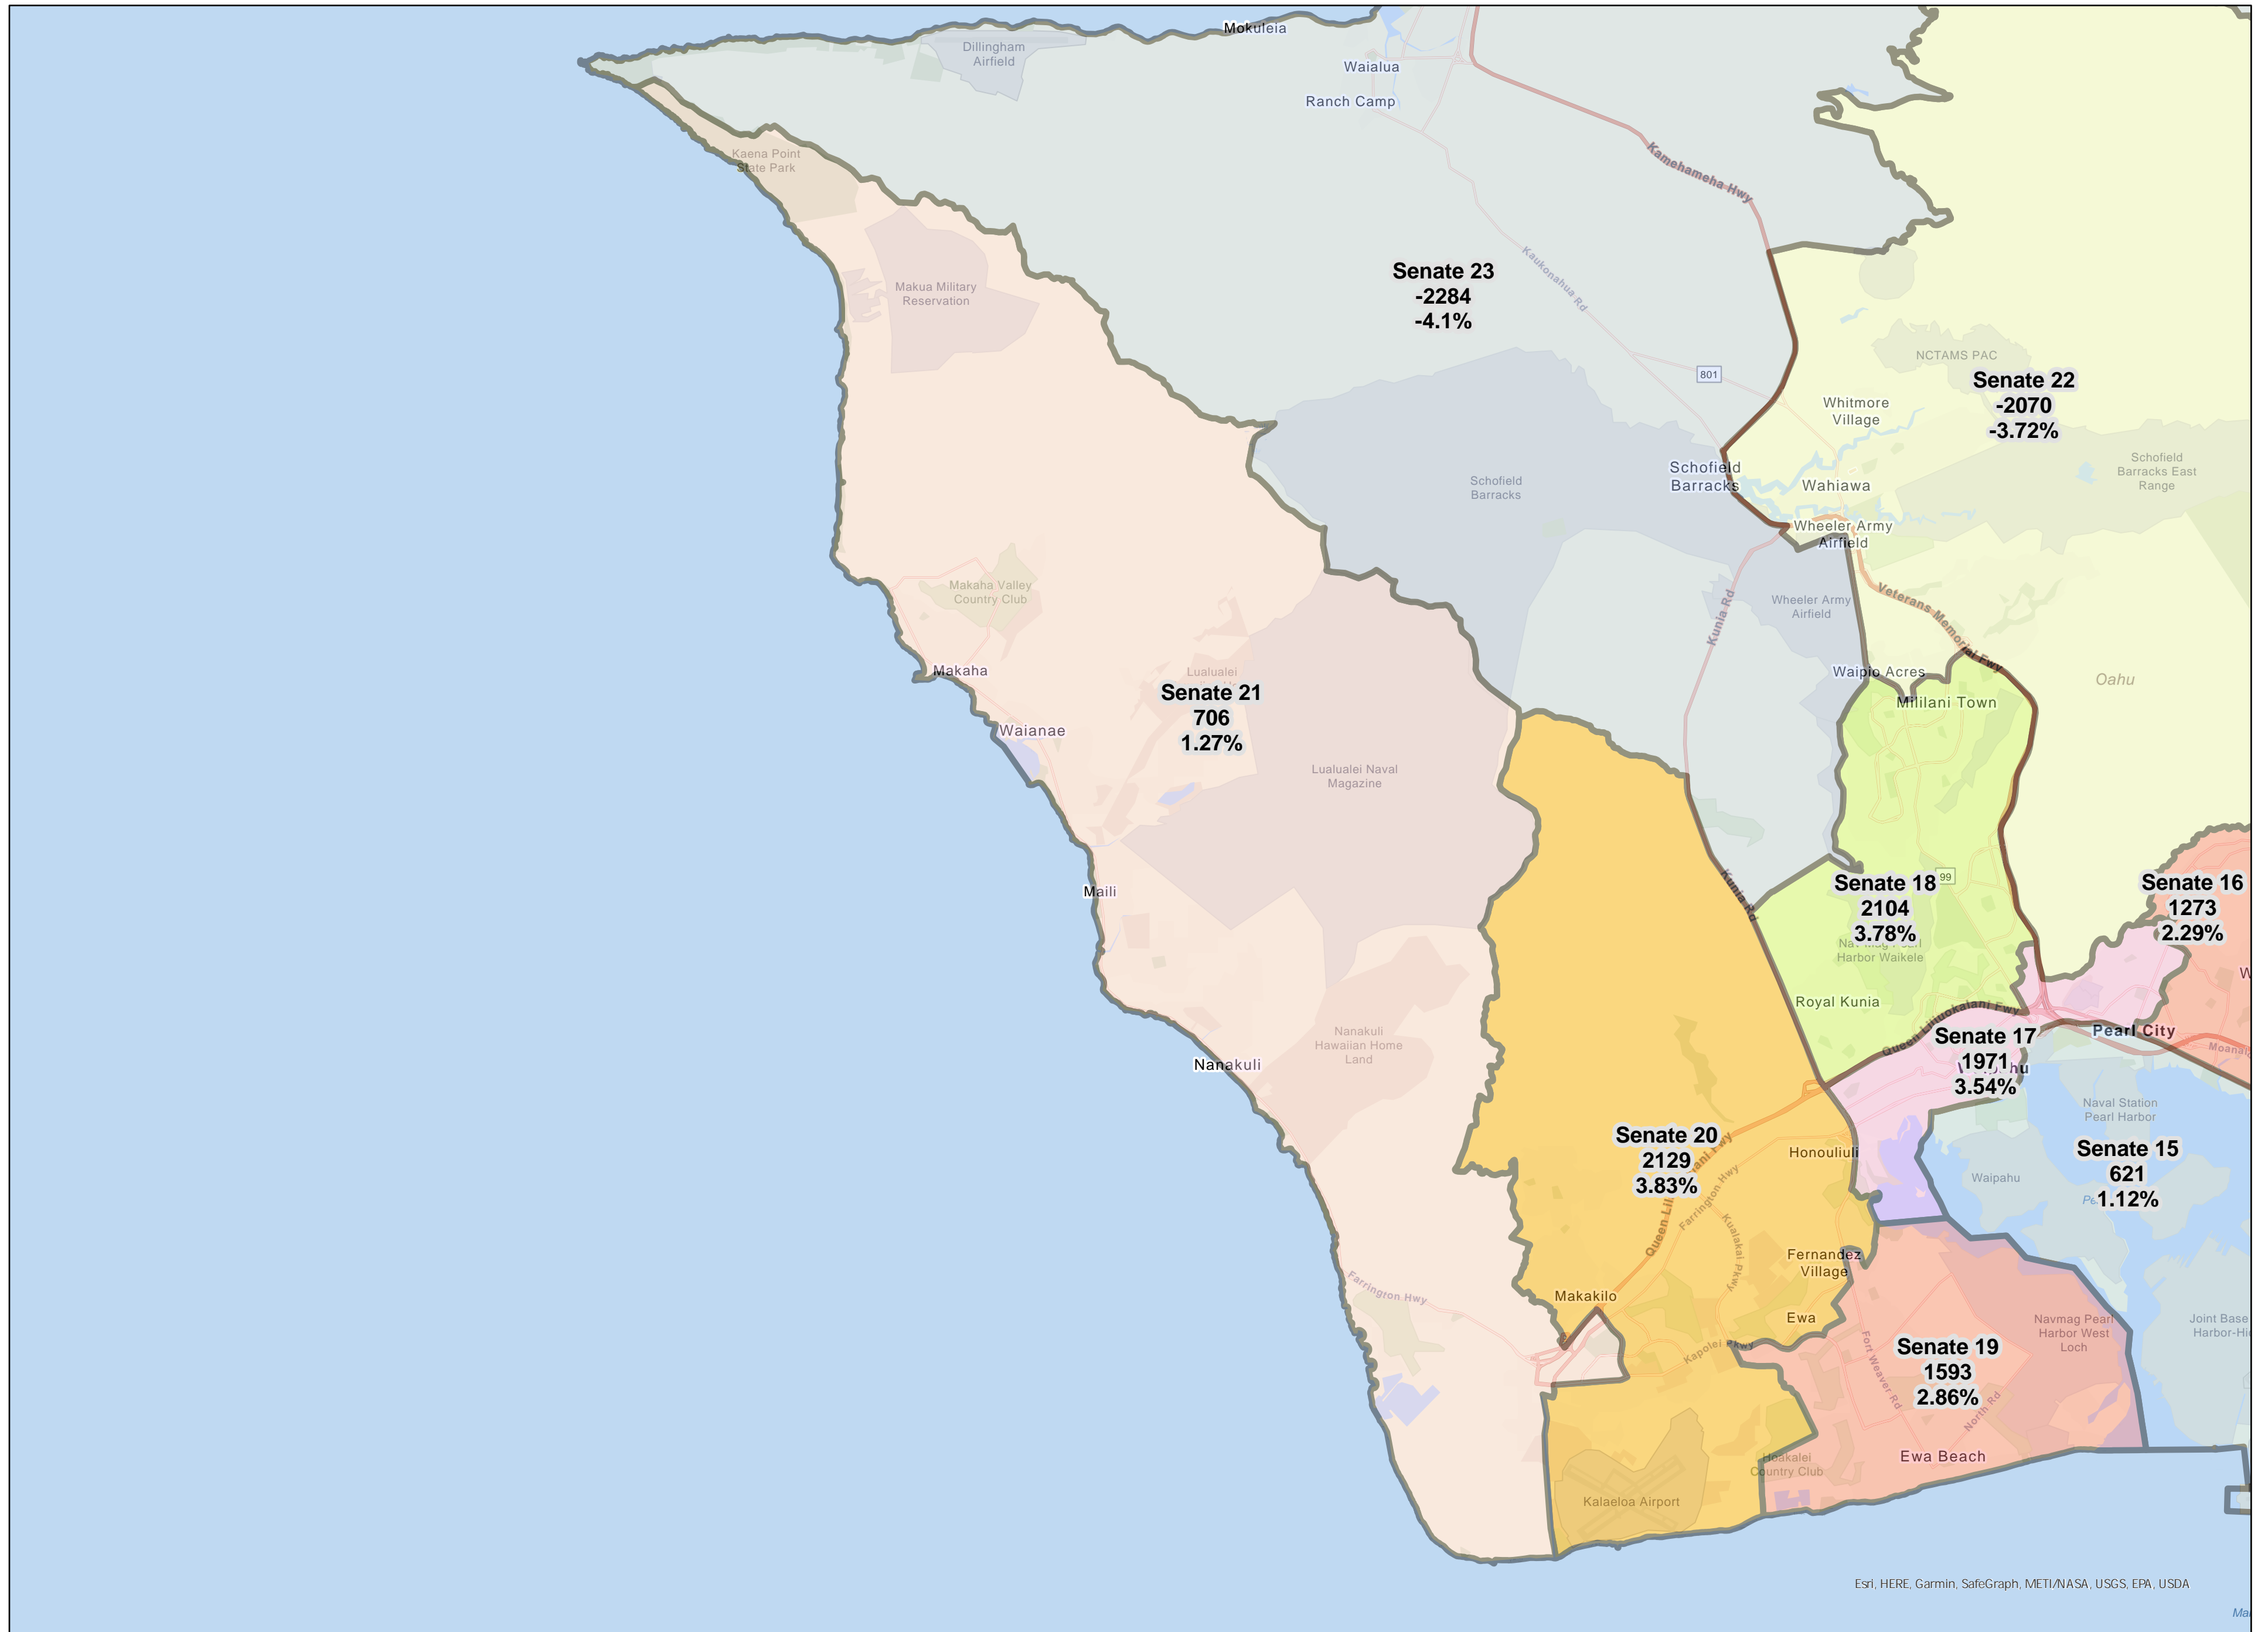 Mokuleia
Dillingham
Airfield
Waialua
Ranch Camp
Kamehameha Hwy
Kaena Point
State Park
Makua Military
Reservation
Kaukonahua Rd
Senate 23
-2284
-4.1%
801
NCTAMS PAC
Senate 22
-2070
-3.72%
Whitmore
Village
Schofield
Barracks
Schofield
Barracks
Wahiawa
Schofield
Barracks East
Range
Wheeler Army
Airfield
Makaha Valley
Country Club
Kunia Rd
Wheeler Army
Airfield
Veterans Memorial Fwy
Makaha
Lualualei
Senate 21
706
1.27%
Waipio Acres
Mililani Town
Oahu
Waianae
Lualualei Naval
Magazine
Maili
Kunia Rd
Senate 18
2104
3.78%
99
Senate 16
1273
2.29%
Nav Mag Pearl
Harbor Waikele
W
Royal Kunia
Queen Liliuokalani Fwy
Senate 17
1971
3.54%
Pearl City
Nanakuli
Hawaiian Home
Land
Nanakuli
Naval Station
Pearl Harbor
Senate 20
2129
3.83%
Honouliuli
Farrington Hwy
Kualakai Pkwy
Waipahu
Senate 15
621
1.12%
Fernandez
Village
Farrington Hwy
Makakilo
Ewa
Kapolei Pkwy
Fort Weaver Rd
Senate 19
1593
2.86%
Navmag Pearl
Harbor West
Loch
Joint Base
North Rd
Hoakalei
Country Club
Ewa Beach
Kalaeloa Airport
Esri, HERE, Garmin, SafeGraph, METI/NASA, USGS, EPA, USDA